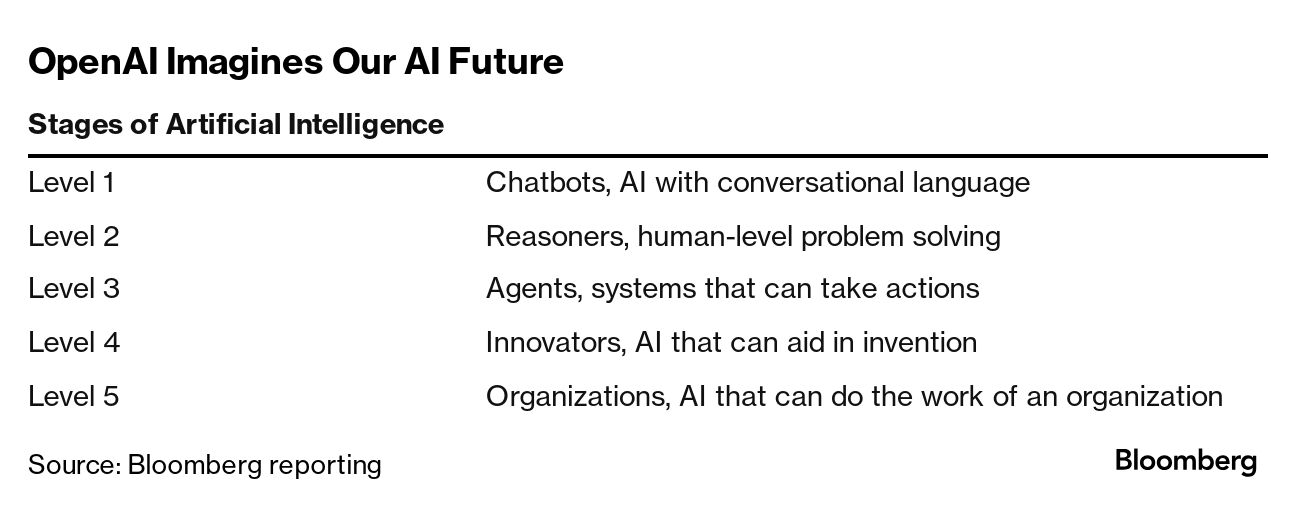 OpenAI Imagines Our AI Future
Stages of Artificial Intelligence
Level 1 Chatbots, AI with conversational language
Level 2 Reasoners, human-level problem solving
Level 3 Agents, systems that can take actions
Level 4 Innovators, AI that can aid in invention
Level 5 Organizations, AI that can do the work of an organization
Source: Bloomberg reporting Bloomberg